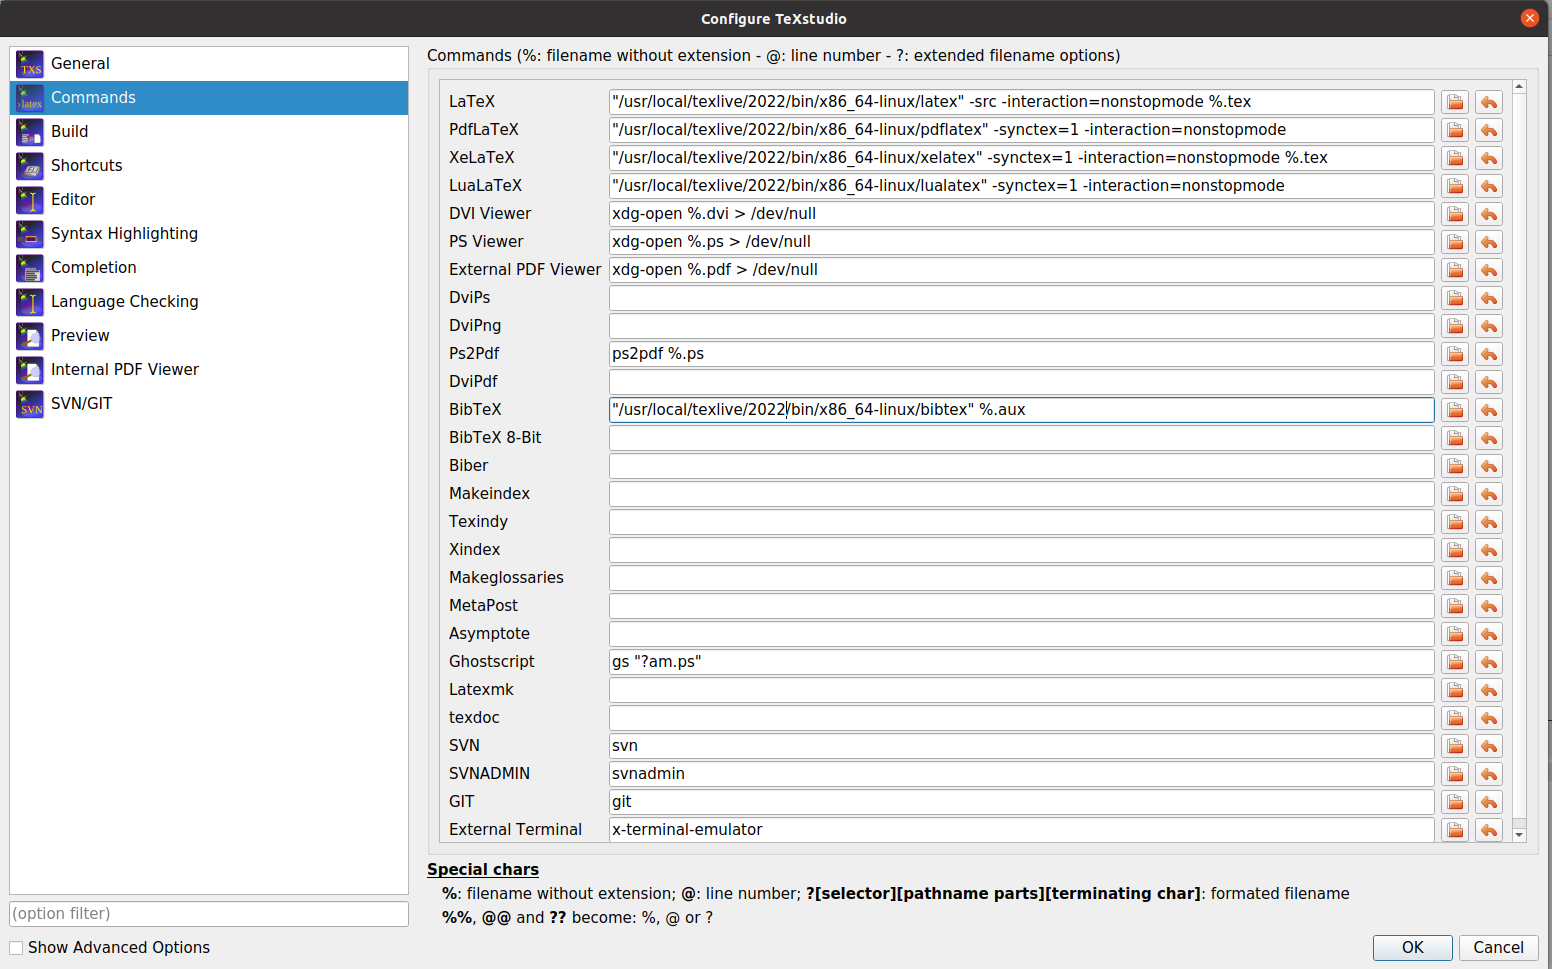 Configure TeXstudio
General
Commands
Build
Shortcuts
Editor
Syntax Highlighting
Completion
Language Checking
Preview
Internal PDF Viewer
SVN/GIT
(option filter)
Show Advanced Options
Commands (%: filename without extension - @: line number - ?: extended filename options)
LaTeX "/usr/local/texlive/2022/bin/x86_64-linux/latex" -src -interaction=nonstopmode %.tex
PdfLaTeX "/usr/local/texlive/2022/bin/x86_64-linux/pdflatex" -synctex=1 -interaction=nonstopmode
XeLaTeX "/usr/local/texlive/2022/bin/x86_64-linux/xelatex" -synctex=1 -interaction=nonstopmode %.tex
LuaLaTeX "/usr/local/texlive/2022/bin/x86_64-linux/lualatex" -synctex=1 -interaction=nonstopmode
DVI Viewer xdg-open %.dvi > /dev/null
PS Viewer xdg-open %.ps > /dev/null
External PDF Viewer xdg-open %.pdf > /dev/null
DviPs
DviPng
Ps2Pdf ps2pdf %.ps
DviPdf
BibTeX "/usr/local/texlive/2022/bin/x86_64-linux/bibtex" %.aux
BibTeX 8-Bit
Biber
Makeindex
Texindy
Xindex
Makeglossaries
MetaPost
Asymptote
Ghostscript gs "?am.ps"
Latexmk
texdoc
SVN svn
SVNADMIN svnadmin
GIT git
External Terminal x-terminal-emulator
Special chars
%: filename without extension; @: line number; ?[selector][pathname parts][terminating char]: formated filename
%%, @@ and ?? become: %, @ or ?
OK Cancel